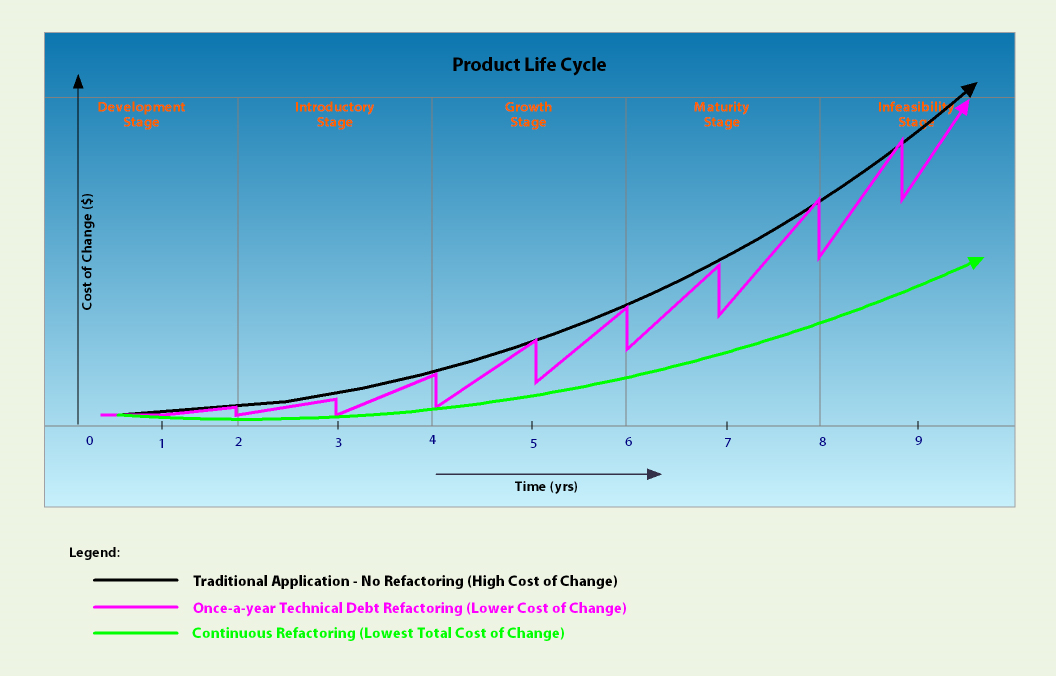 Product Life Cycle
Development
Stage
Introductory
Stage
Growth
Stage
Maturity
Stage
Infeasibility
Stage
Cost of Change ($)
0
1
2
3
4
5
6
7
8
9
Time (yrs)
Legend:
Traditional Application - No Refactoring (High Cost of Change)
Once-a-year Technical Debt Refactoring (Lower Cost of Change)
Continuous Refactoring (Lowest Total Cost of Change)